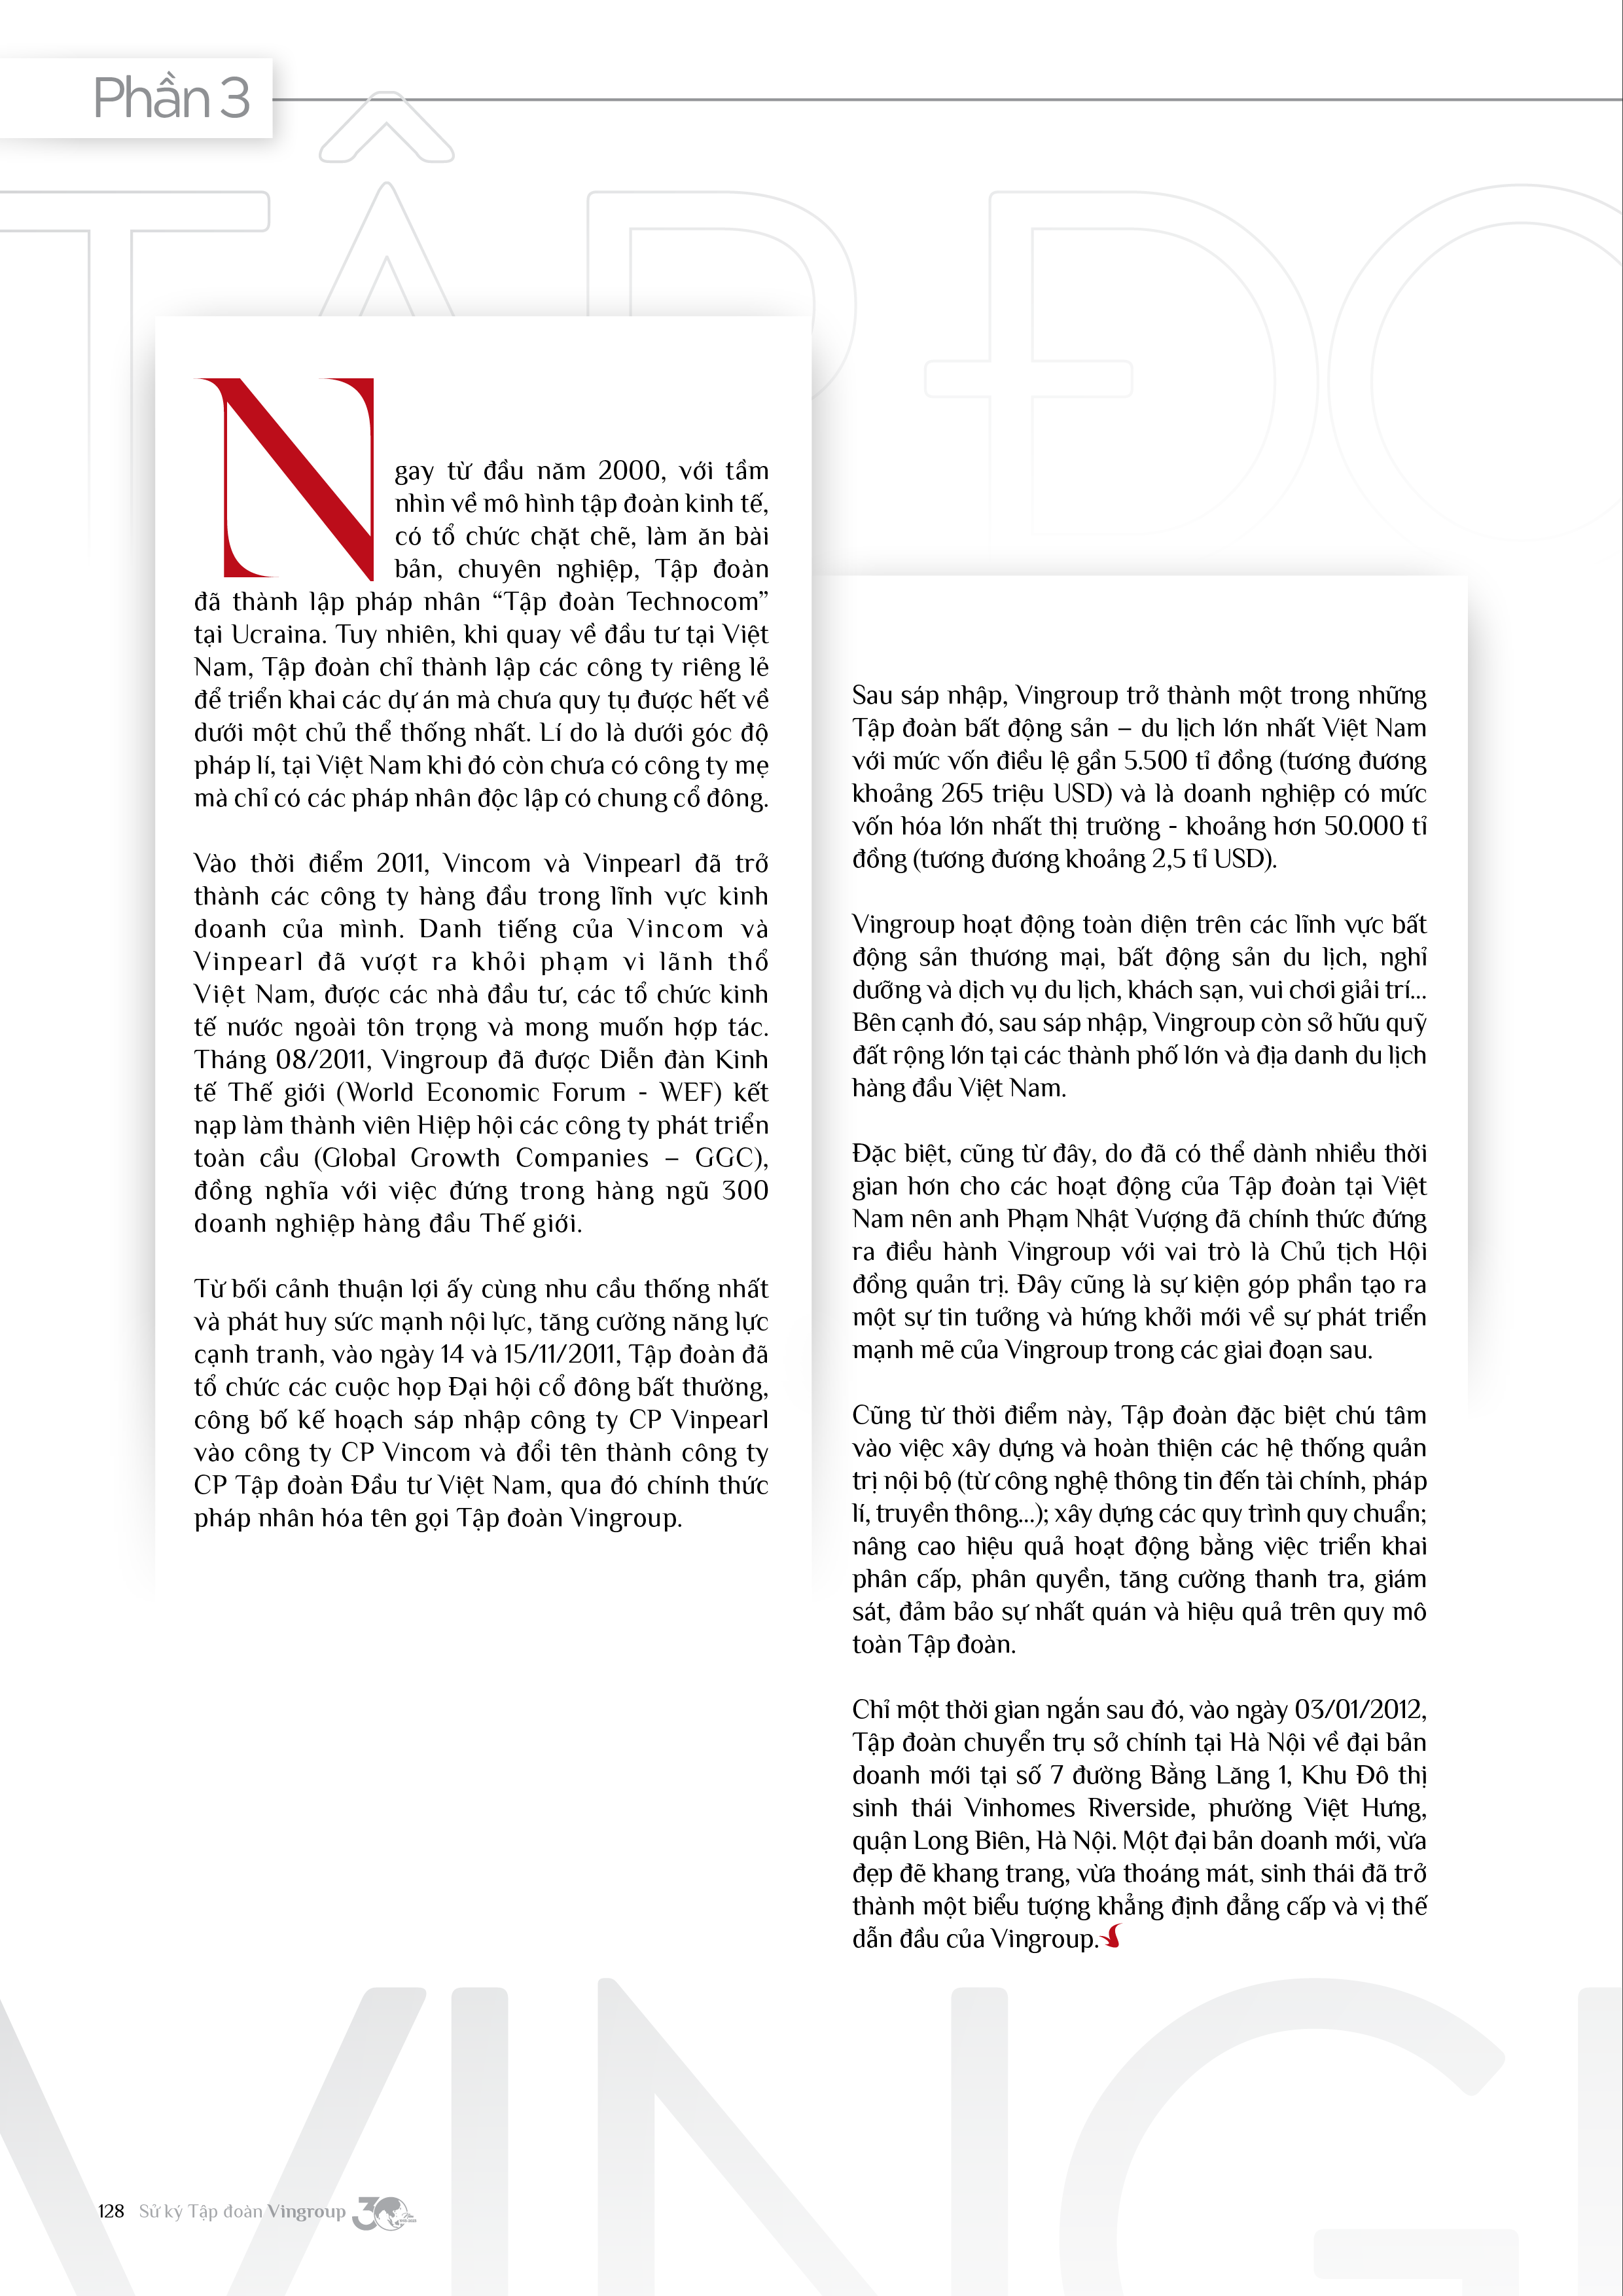 Phần 3
TẬP ĐO
Ngay từ đầu năm 2000, với tầm
nhìn về mô hình tập đoàn kinh tế,
có tổ chức chặt chẽ, làm ăn bài
bản, chuyên nghiệp, Tập đoàn
đã thành lập pháp nhân “Tập đoàn Technocom”
tại Ucraina. Tuy nhiên, khi quay về đầu tư tại Việt
Nam, Tập đoàn chỉ thành lập các công ty riêng lẻ
để triển khai các dự án mà chưa quy tụ được hết về
dưới một chủ thể thống nhất. Lí do là dưới góc độ
pháp lí, tại Việt Nam khi đó còn chưa có công ty mẹ
mà chỉ có các pháp nhân độc lập có chung cổ đông.
Vào thời điểm 2011, Vincom và Vinpearl đã trở
thành các công ty hàng đầu trong lĩnh vực kinh
doanh của mình. Danh tiếng của Vincom và
Vinpearl đã vượt ra khỏi phạm vi lãnh thổ
Việt Nam, được các nhà đầu tư, các tổ chức kinh
tế nước ngoài tôn trọng và mong muốn hợp tác.
Tháng 08/2011, Vingroup đã được Diễn đàn Kinh
tế Thế giới (World Economic Forum - WEF) kết
nạp làm thành viên Hiệp hội các công ty phát triển
toàn cầu (Global Growth Companies – GGC),
đồng nghĩa với việc đứng trong hàng ngũ 300
doanh nghiệp hàng đầu Thế giới.
Từ bối cảnh thuận lợi ấy cùng nhu cầu thống nhất
và phát huy sức mạnh nội lực, tăng cường năng lực
cạnh tranh, vào ngày 14 và 15/11/2011, Tập đoàn đã
tổ chức các cuộc họp Đại hội cổ đông bất thường,
công bố kế hoạch sáp nhập công ty CP Vinpearl
vào công ty CP Vincom và đổi tên thành công ty
CP Tập đoàn Đầu tư Việt Nam, qua đó chính thức
pháp nhân hóa tên gọi Tập đoàn Vingroup.
Sau sáp nhập, Vingroup trở thành một trong những
Tập đoàn bất động sản – du lịch lớn nhất Việt Nam
với mức vốn điều lệ gần 5.500 tỉ đồng (tương đương
khoảng 265 triệu USD) và là doanh nghiệp có mức
vốn hóa lớn nhất thị trường - khoảng hơn 50.000 tỉ
đồng (tương đương khoảng 2,5 tỉ USD).
Vingroup hoạt động toàn diện trên các lĩnh vực bất
động sản thương mại, bất động sản du lịch, nghỉ
dưỡng và dịch vụ du lịch, khách sạn, vui chơi giải trí...
Bên cạnh đó, sau sáp nhập, Vingroup còn sở hữu quỹ
đất rộng lớn tại các thành phố lớn và địa danh du lịch
hàng đầu Việt Nam.
Đặc biệt, cũng từ đây, do đã có thể dành nhiều thời
gian hơn cho các hoạt động của Tập đoàn tại Việt
Nam nên anh Phạm Nhật Vượng đã chính thức đứng
ra điều hành Vingroup với vai trò là Chủ tịch Hội
đồng quản trị. Đây cũng là sự kiện góp phần tạo ra
một sự tin tưởng và hứng khởi mới về sự phát triển
mạnh mẽ của Vingroup trong các giai đoạn sau.
Cũng từ thời điểm này, Tập đoàn đặc biệt chú tâm
vào việc xây dựng và hoàn thiện các hệ thống quản
trị nội bộ (từ công nghệ thông tin đến tài chính, pháp
lí, truyền thông...); xây dựng các quy trình quy chuẩn;
nâng cao hiệu quả hoạt động bằng việc triển khai
phân cấp, phân quyền, tăng cường thanh tra, giám
sát, đảm bảo sự nhất quán và hiệu quả trên quy mô
toàn Tập đoàn.
Chỉ một thời gian ngắn sau đó, vào ngày 03/01/2012,
Tập đoàn chuyển trụ sở chính tại Hà Nội về đại bản
doanh mới tại số 7 đường Bằng Lăng 1, Khu Đô thị
sinh thái Vinhomes Riverside, phường Việt Hưng,
quận Long Biên, Hà Nội. Một đại bản doanh mới, vừa
đẹp đẽ khang trang, vừa thoáng mát, sinh thái đã trở
thành một biểu tượng khẳng định đẳng cấp và vị thế
dẫn đầu của Vingroup.
VING
128 Sử ký Tập đoàn Vingroup 30